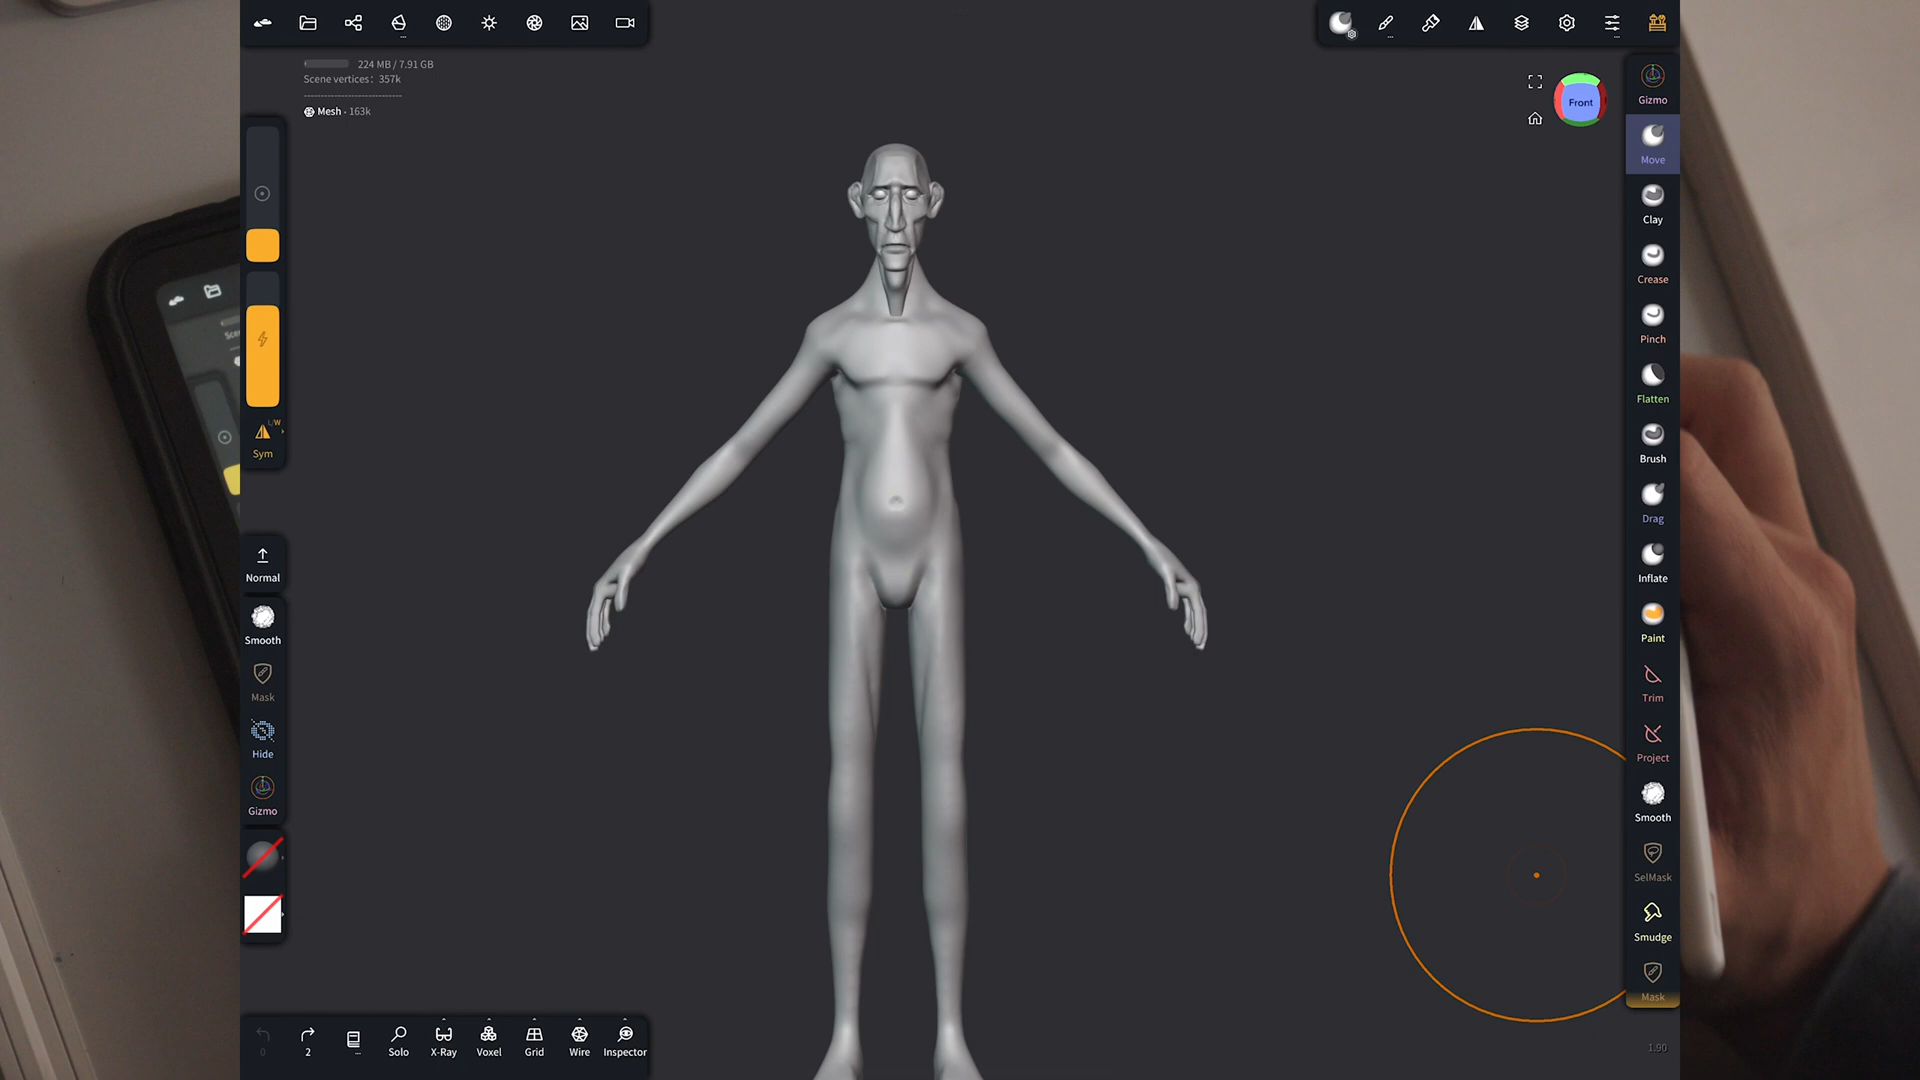 224 MB / 7.91 GB
Scene vertices: 357k
Mesh - 163k
Front
Gizmo
Move
Clay
Crease
Pinch
Flatten
Brush
Drag
Inflate
Paint
Trim
Project
Smooth
SelMask
Smudge
Mask
L/W
Sym
Normal
Smooth
Mask
Hide
Gizmo
0
2
Solo
X-Ray
Voxel
Grid
Wire
Inspector
1.90